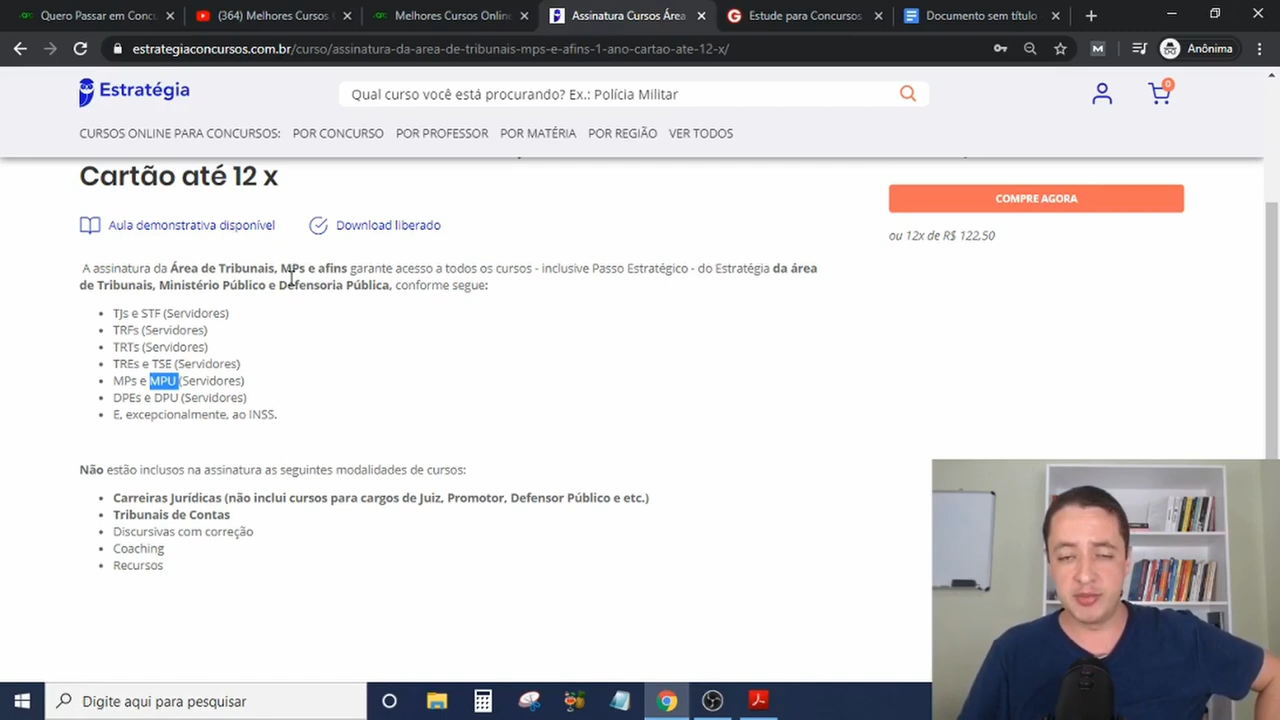 Quero Passar em Conc
(364) Melhores Cursos
Melhores Cursos Online
Assinatura Cursos Área
Estude para Concursos
Documento sem título
estrategiaconcursos.com.br/curso/assinatura-da-area-de-tribunais-mps-e-afins-1-ano-cartao-ate-12-x/
M
Anônima
Estratégia
Qual curso você está procurando? Ex.: Polícia Militar
0
CURSOS ONLINE PARA CONCURSOS: POR CONCURSO POR PROFESSOR POR MATÉRIA POR REGIÃO VER TODOS
Cartão até 12 x
COMPRE AGORA
Aula demonstrativa disponível Download liberado
ou 12x de R$ 122,50
A assinatura da Área de Tribunais, MPs e afins garante acesso a todos os cursos - inclusive Passo Estratégico - do Estratégia da área
de Tribunais, Ministério Público e Defensoria Pública, conforme segue:
• TJs e STF (Servidores)
• TRFs (Servidores)
• TRTs (Servidores)
• TREs e TSE (Servidores)
• MPs e MPU (Servidores)
• DPEs e DPU (Servidores)
• E, excepcionalmente, ao INSS.
Não estão inclusos na assinatura as seguintes modalidades de cursos:
• Carreiras Jurídicas (não inclui cursos para cargos de Juiz, Promotor, Defensor Público e etc.)
• Tribunais de Contas
• Discursivas com correção
• Coaching
• Recursos
Digite aqui para pesquisar